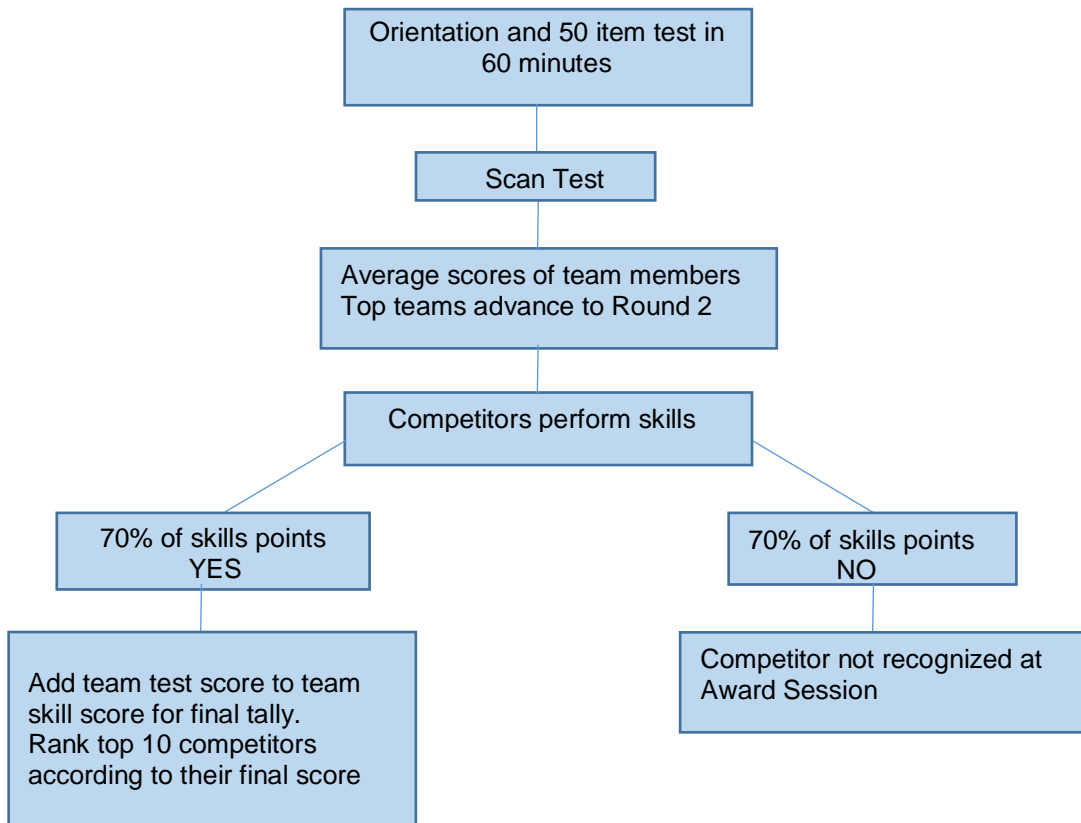 Orientation and 50 item test in
60 minutes
Scan Test
Average scores of team members
Top teams advance to Round 2
Competitors perform skills
70% of skills points
YES
70% of skills points
NO
Add team test score to team
skill score for final tally.
Rank top 10 competitors
according to their final score
Competitor not recognized at
Award Session